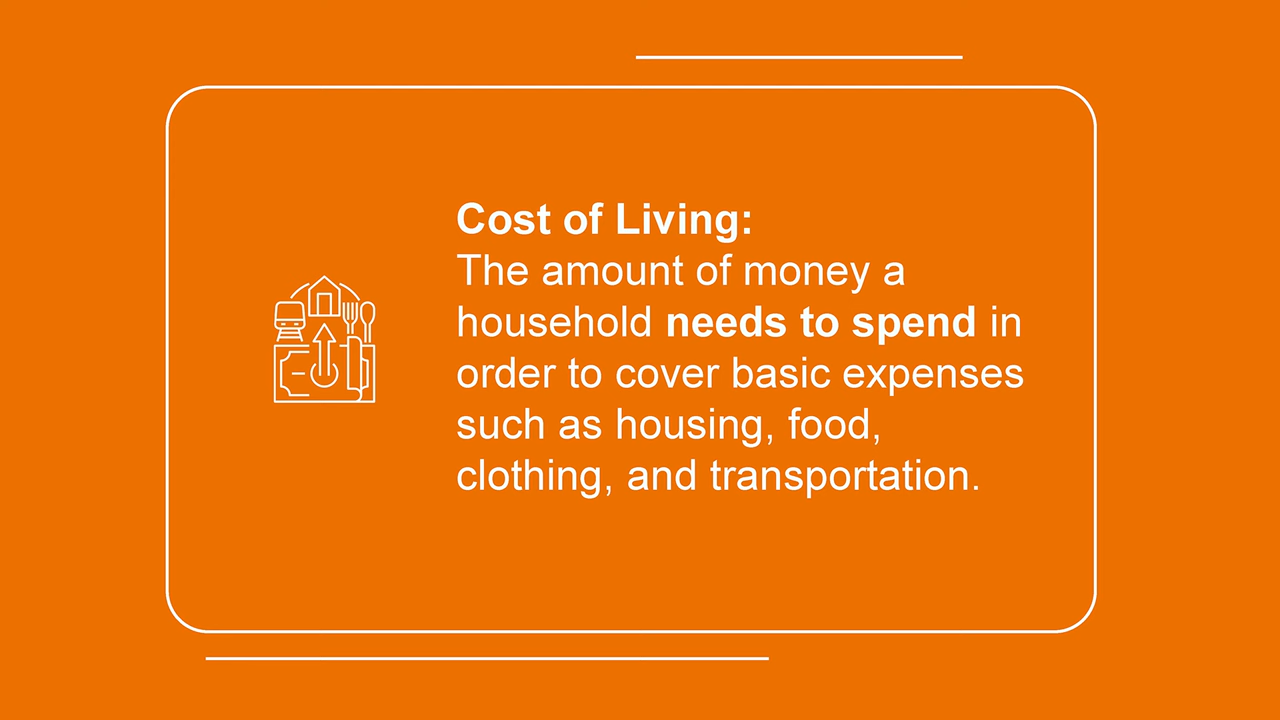 Cost of Living:
The amount of money a
household needs to spend in
order to cover basic expenses
such as housing, food,
clothing, and transportation.